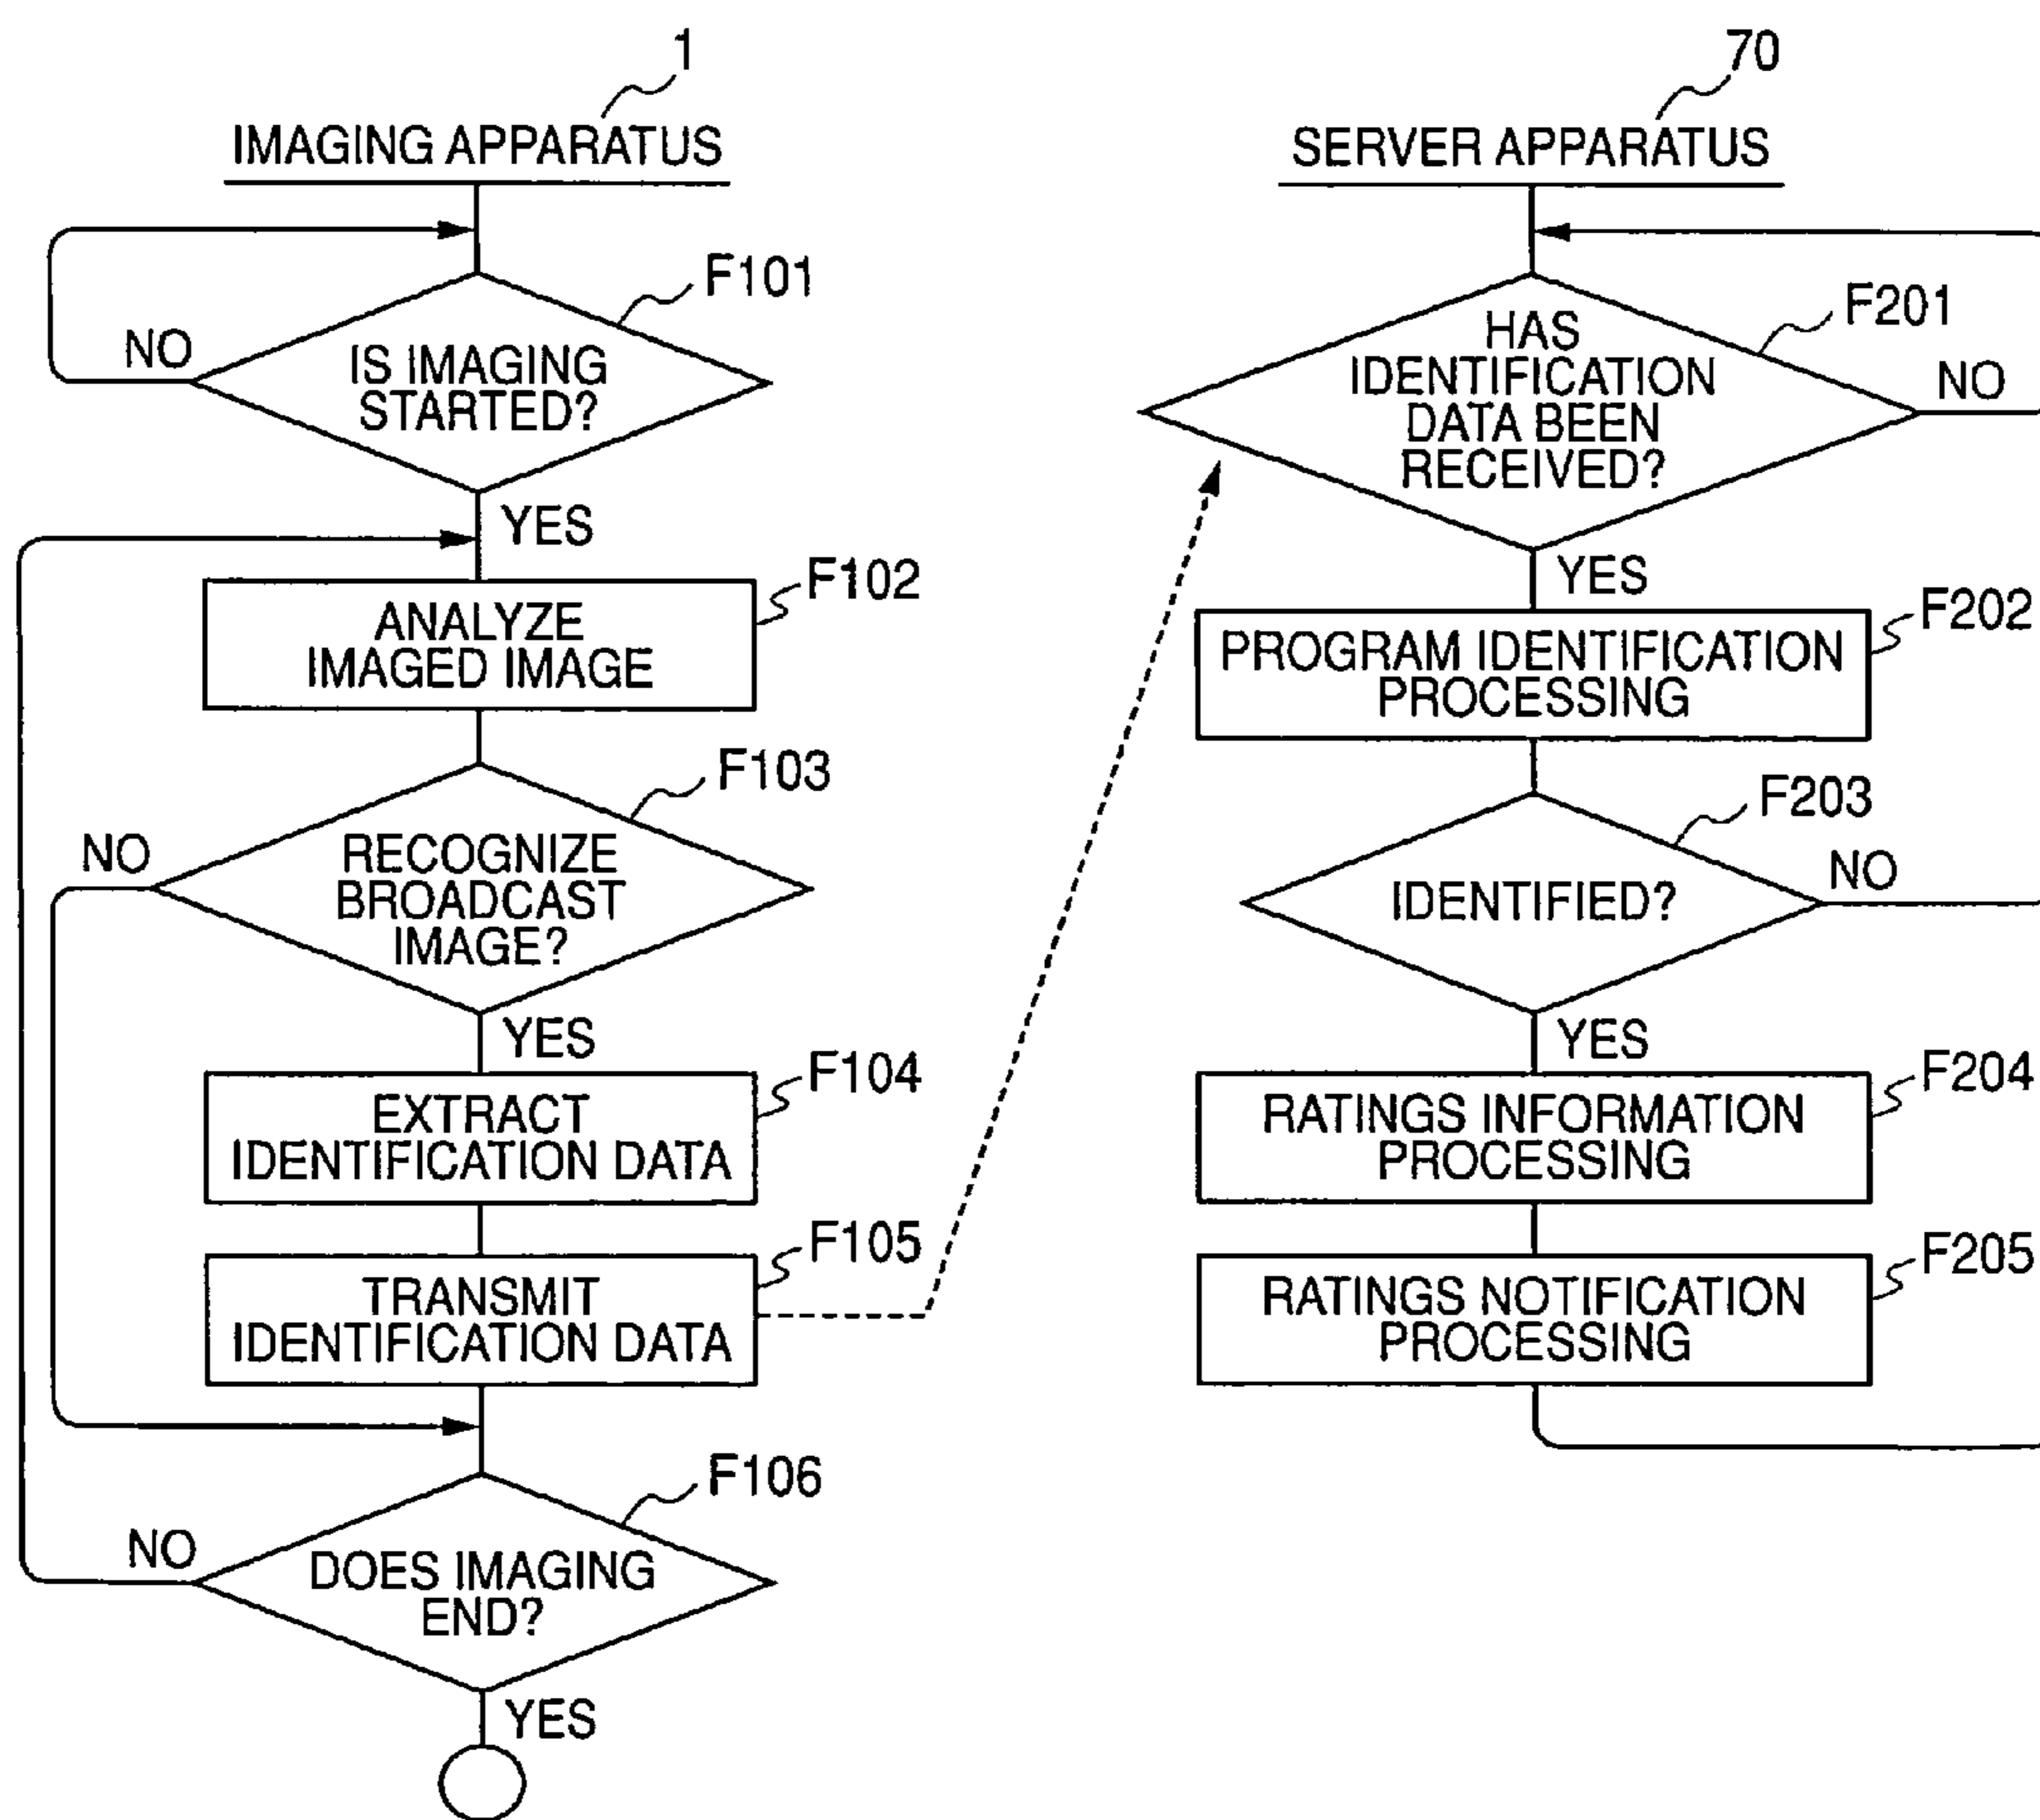 1
IMAGING APPARATUS
F101
NO
IS IMAGING
STARTED?
YES
F102
ANALYZE
IMAGED IMAGE
F103
NO
RECOGNIZE
BROADCAST
IMAGE?
YES
F104
EXTRACT
IDENTIFICATION DATA
F105
TRANSMIT
IDENTIFICATION DATA
F106
NO
DOES IMAGING
END?
YES
70
SERVER APPARATUS
F201
HAS
IDENTIFICATION
DATA BEEN
RECEIVED?
NO
YES
F202
PROGRAM IDENTIFICATION
PROCESSING
F203
IDENTIFIED?
NO
YES
F204
RATINGS INFORMATION
PROCESSING
F205
RATINGS NOTIFICATION
PROCESSING